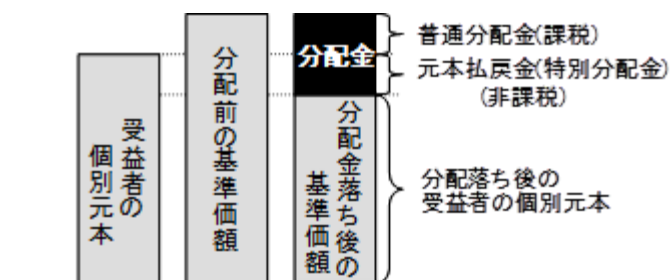 受益者の
個別元本
分配前の基準価額
分配金
分配金落ち後の
基準価額
普通分配金(課税)
元本払戻金(特別分配金)
(非課税)
分配落ち後の
受益者の個別元本